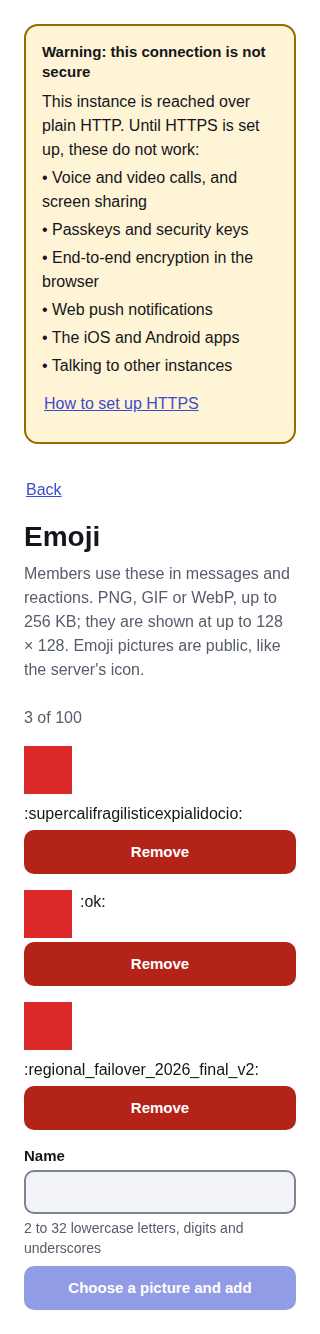 Warning: this connection is not
secure
This instance is reached over
plain HTTP. Until HTTPS is set
up, these do not work:
• Voice and video calls, and
screen sharing
• Passkeys and security keys
• End-to-end encryption in the
browser
• Web push notifications
• The iOS and Android apps
• Talking to other instances
How to set up HTTPS
Back
Emoji
Members use these in messages and
reactions. PNG, GIF or WebP, up to
256 KB; they are shown at up to 128
× 128. Emoji pictures are public, like
the server's icon.
3 of 100
:supercalifragilisticexpialidocio:
Remove
:ok:
Remove
:regional_failover_2026_final_v2:
Remove
Name
2 to 32 lowercase letters, digits and
underscores
Choose a picture and add